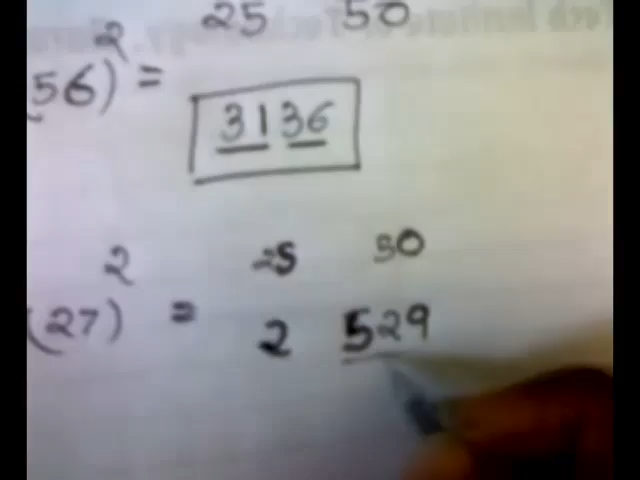 25 50
(56)² =
3136
25 50
(27)² = 2 529